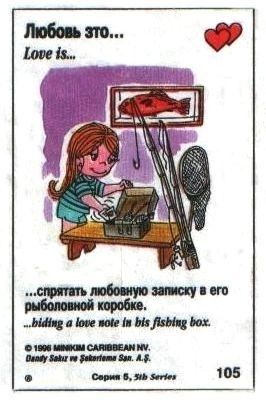 Любовь это...
Love is...
...спрятать любовную записку в его
рыболовной коробке.
...hiding a love note in his fishing box.
© 1996 MINIKIM CARIBBEAN NV.
Dandy Sakız ve Şekerleme San. A.Ş.
® Серия 5, 5th Series 105